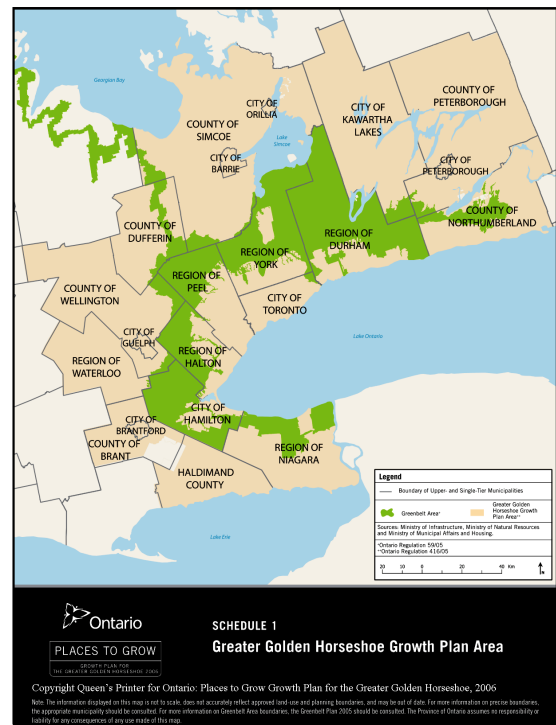 Georgian Bay
CITY OF
ORILLIA
COUNTY OF
PETERBOROUGH
CITY OF
KAWARTHA
LAKES
COUNTY OF
SIMCOE
Lake
Simcoe
CITY OF
BARRIE
CITY OF
PETERBOROUGH
COUNTY OF
DUFFERIN
COUNTY OF
NORTHUMBERLAND
REGION OF
DURHAM
REGION OF
YORK
REGION OF
PEEL
COUNTY OF
WELLINGTON
CITY OF
TORONTO
CITY OF
GUELPH
Lake Ontario
REGION OF
HALTON
REGION OF
WATERLOO
CITY OF
HAMILTON
CITY OF
BRANTFORD
COUNTY OF
BRANT
REGION OF
NIAGARA
HALDIMAND
COUNTY
Lake Erie
Legend
Boundary of Upper- and Single-Tier Municipalities
Greenbelt Area*
Greater Golden
Horseshoe Growth
Plan Area**
Sources: Ministry of Infrastructure, Ministry of Natural Resources
and Ministry of Municipal Affairs and Housing.
*Ontario Regulation 59/05
**Ontario Regulation 416/05
20 10 0 20 40 Km
N
Ontario
PLACES TO GROW
GROWTH PLAN FOR
THE GREATER GOLDEN HORSESHOE 2006
SCHEDULE 1
Greater Golden Horseshoe Growth Plan Area
Copyright Queen's Printer for Ontario: Places to Grow Growth Plan for the Greater Golden Horseshoe, 2006
Note: The information displayed on this map is not to scale, does not accurately reflect approved land-use and planning boundaries, and may be out of date. For more information on precise boundaries,
the appropriate municipality should be consulted. For more information on Greenbelt Area boundaries, the Greenbelt Plan 2005 should be consulted. The Province of Ontario assumes no responsibility or
liability for any consequences of any use made of this map.